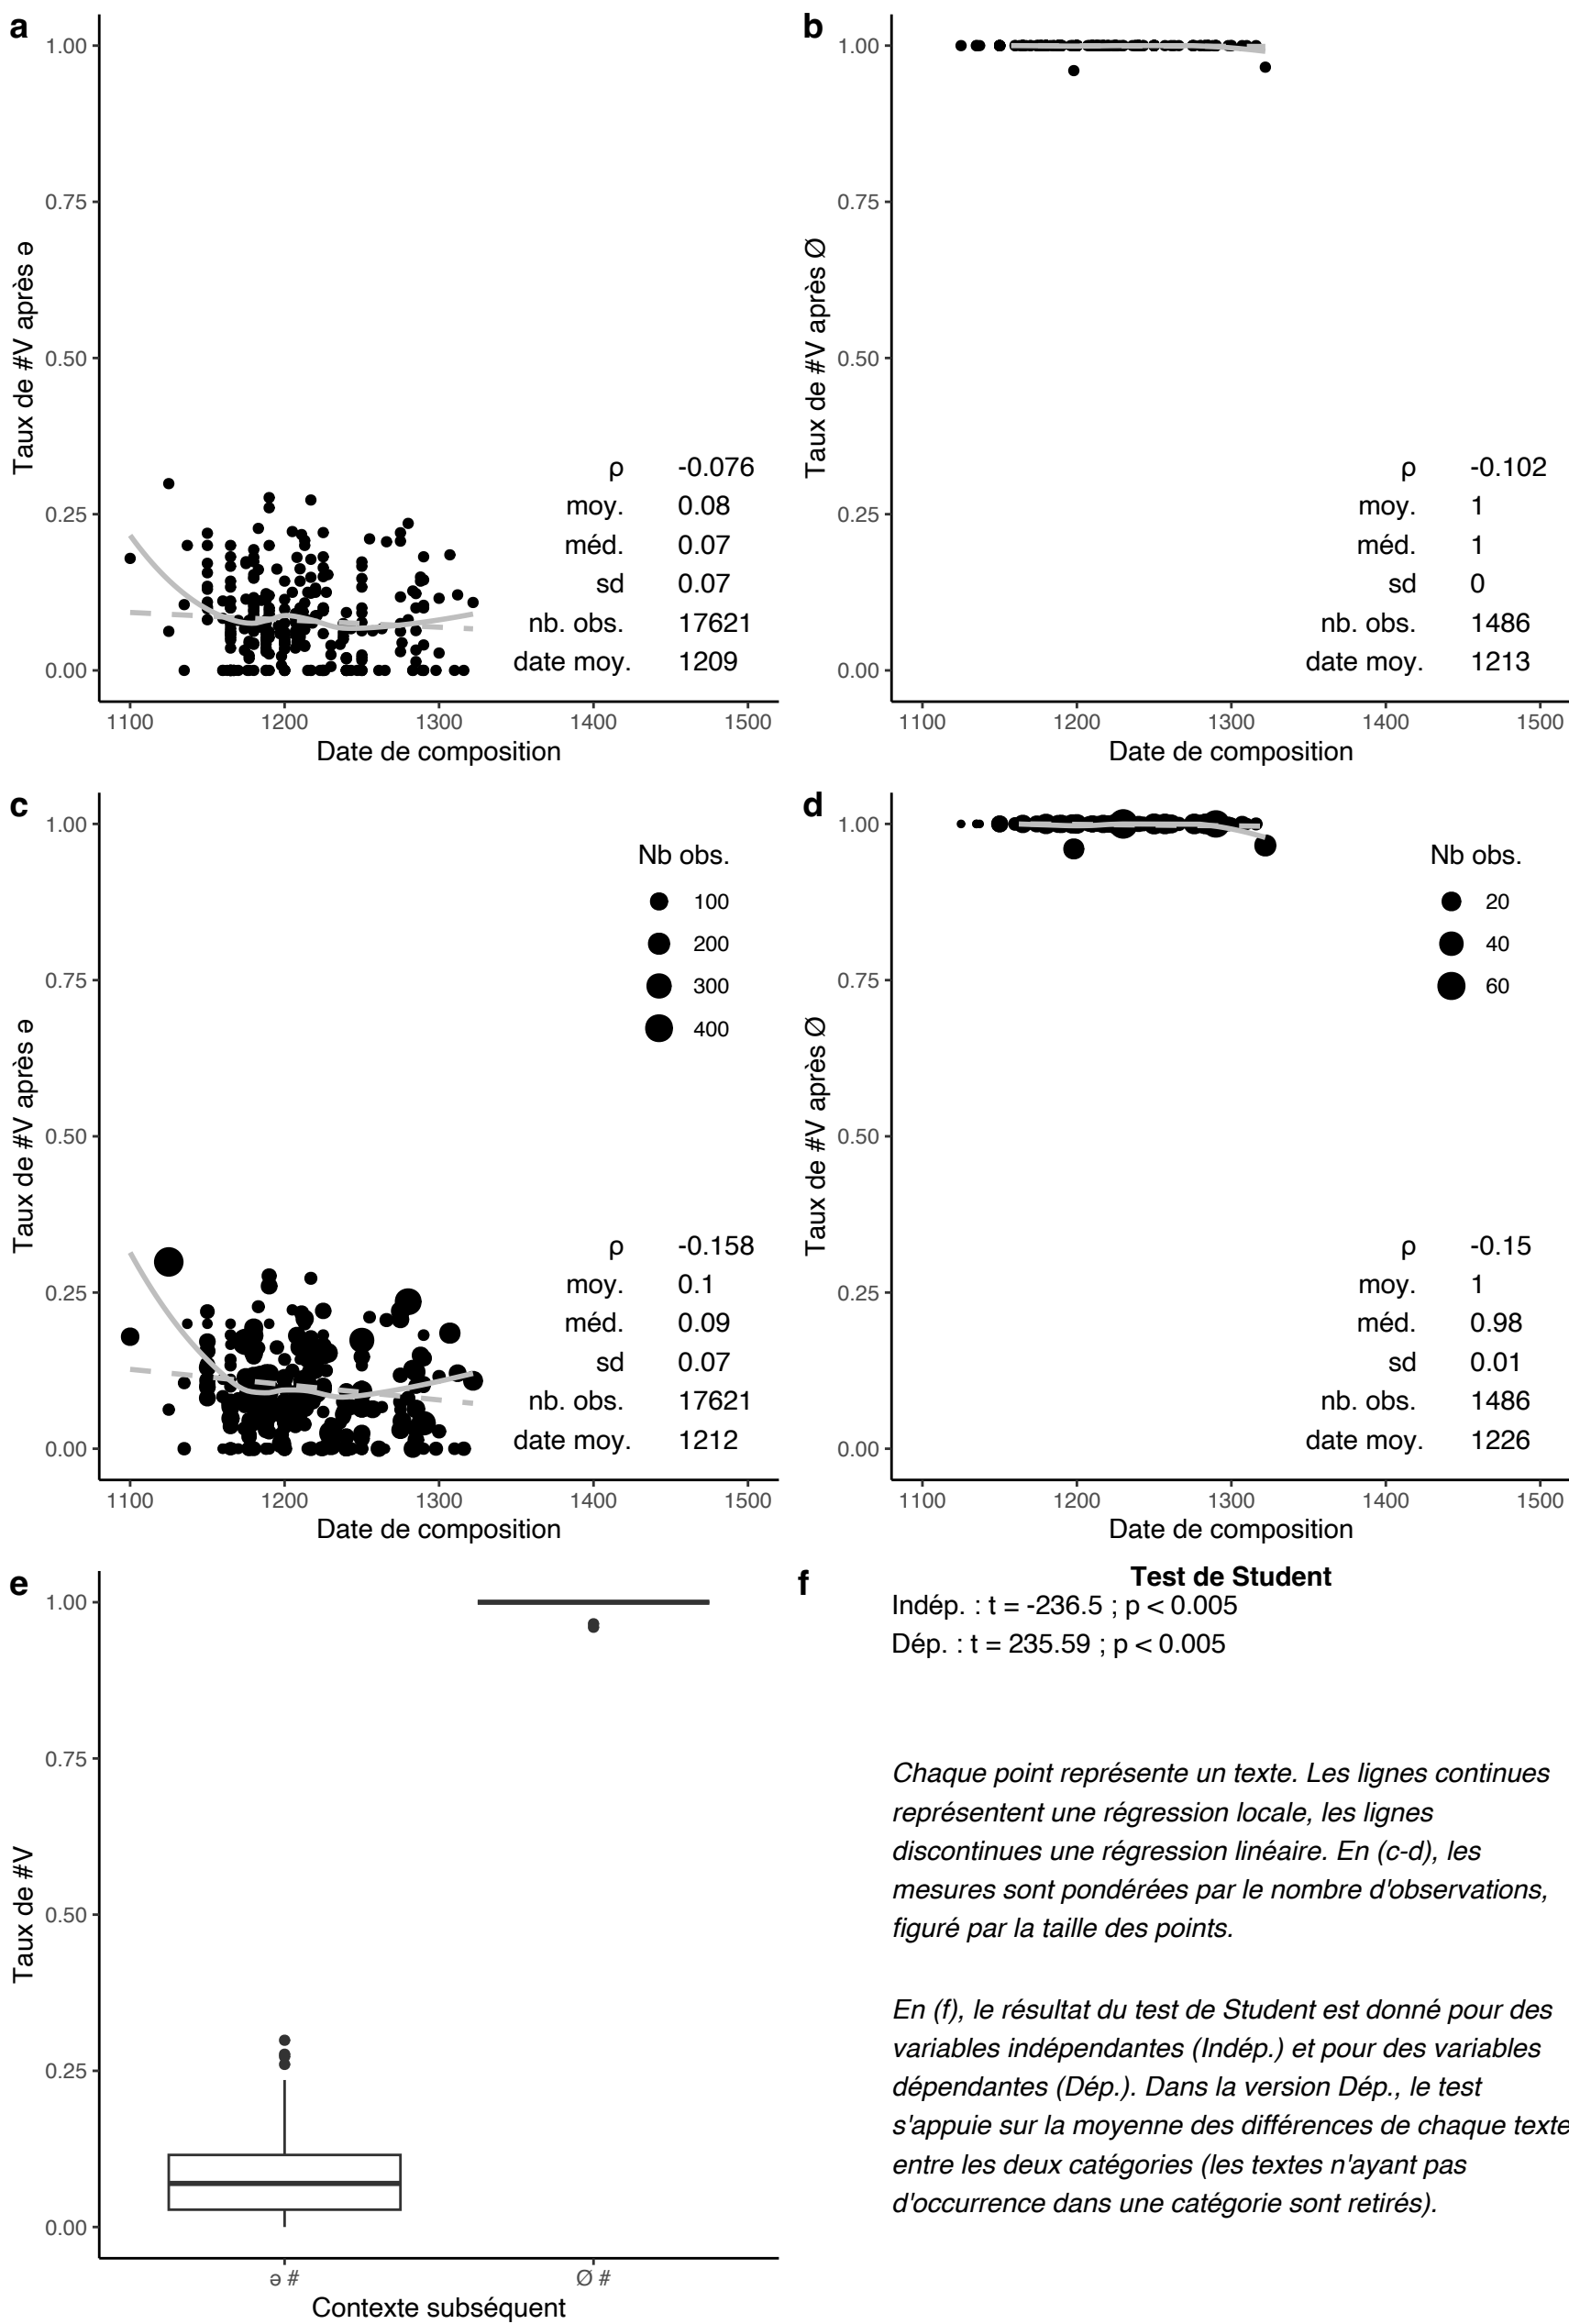 a
1.00
0.75
0.50
0.25
0.00
Taux de #V après ə
ρ -0.076
moy. 0.08
méd. 0.07
sd 0.07
nb. obs. 17621
date moy. 1209
1100 1200 1300 1400 1500
Date de composition
b
1.00
0.75
0.50
0.25
0.00
Taux de #V après Ø
ρ -0.102
moy. 1
méd. 1
sd 0
nb. obs. 1486
date moy. 1213
1100 1200 1300 1400 1500
Date de composition
c
1.00
0.75
0.50
0.25
0.00
Taux de #V après ə
Nb obs.
100
200
300
400
ρ -0.158
moy. 0.1
méd. 0.09
sd 0.07
nb. obs. 17621
date moy. 1212
1100 1200 1300 1400 1500
Date de composition
d
1.00
0.75
0.50
0.25
0.00
Taux de #V après Ø
Nb obs.
20
40
60
ρ -0.15
moy. 1
méd. 0.98
sd 0.01
nb. obs. 1486
date moy. 1226
1100 1200 1300 1400 1500
Date de composition
e
1.00
0.75
0.50
0.25
0.00
Taux de #V
ə # Ø #
Contexte subséquent
f
Test de Student
Indép. : t = -236.5 ; p < 0.005
Dép. : t = 235.59 ; p < 0.005
Chaque point représente un texte. Les lignes continues
représentent une régression locale, les lignes
discontinues une régression linéaire. En (c-d), les
mesures sont pondérées par le nombre d'observations,
figuré par la taille des points.
En (f), le résultat du test de Student est donné pour des
variables indépendantes (Indép.) et pour des variables
dépendantes (Dép.). Dans la version Dép., le test
s'appuie sur la moyenne des différences de chaque texte
entre les deux catégories (les textes n'ayant pas
d'occurrence dans une catégorie sont retirés).